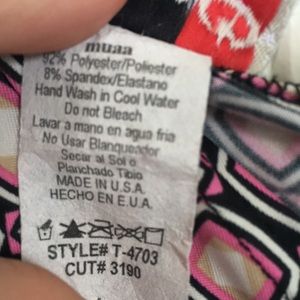 muaa
92% Polyester/Poliester
8% Spandex/Elastano
Hand Wash in Cool Water
Do not Bleach
Lavar a mano en agua fria
No Usar Blanqueador
Secar al Sol o
Planchado Tibio
MADE IN U.S.A.
HECHO EN E.U.A.
STYLE# T-4703
CUT# 3190